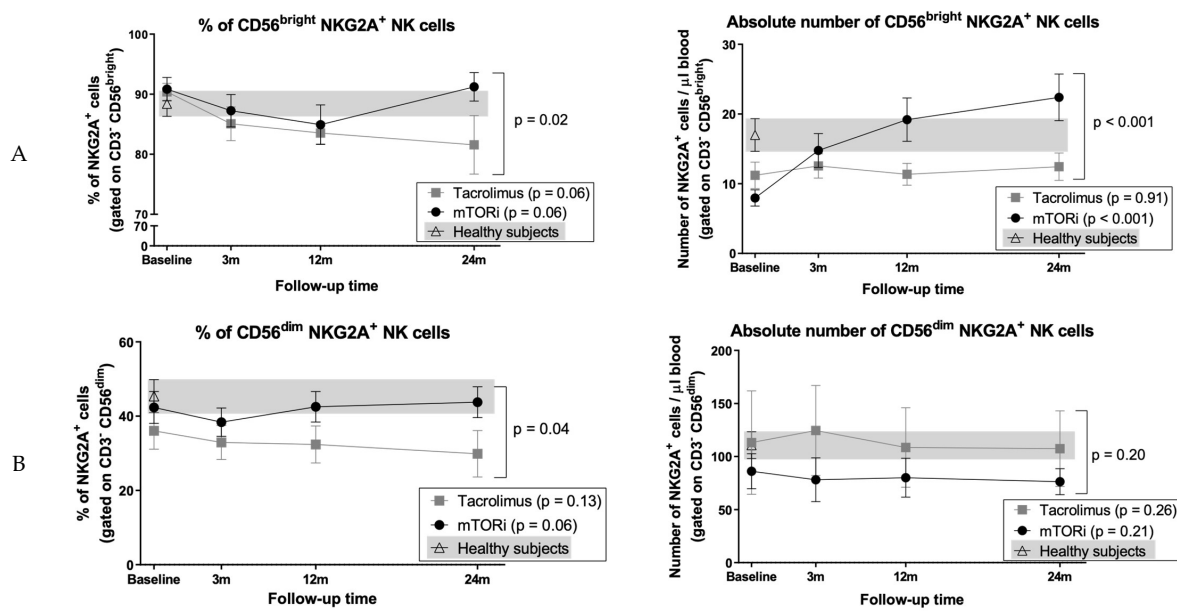 A
% of CD56bright NKG2A+ NK cells
% of NKG2A+ cells
(gated on CD3- CD56bright)
100
90
80
70
70
0
Baseline
3m
12m
24m
Follow-up time
p = 0.02
Tacrolimus (p = 0.06)
mTORi (p = 0.06)
Healthy subjects
Absolute number of CD56bright NKG2A+ NK cells
Number of NKG2A+ cells / µl blood
(gated on CD3- CD56bright)
30
20
10
0
Baseline
3m
12m
24m
Follow-up time
p < 0.001
Tacrolimus (p = 0.91)
mTORi (p < 0.001)
Healthy subjects
B
% of CD56dim NKG2A+ NK cells
% of NKG2A+ cells
(gated on CD3- CD56dim)
60
40
20
0
Baseline
3m
12m
24m
Follow-up time
p = 0.04
Tacrolimus (p = 0.13)
mTORi (p = 0.06)
Healthy subjects
Absolute number of CD56dim NKG2A+ NK cells
Number of NKG2A+ cells / µl blood
(gated on CD3- CD56dim)
200
150
100
50
0
Baseline
3m
12m
24m
Follow-up time
p = 0.20
Tacrolimus (p = 0.26)
mTORi (p = 0.21)
Healthy subjects